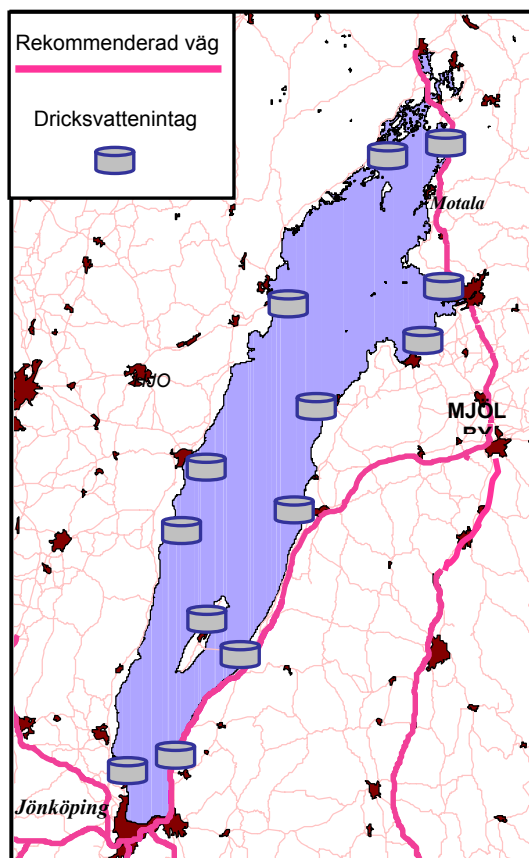 Rekommenderad väg
Dricksvattenintag
Motala
MJÖL
Jönköping